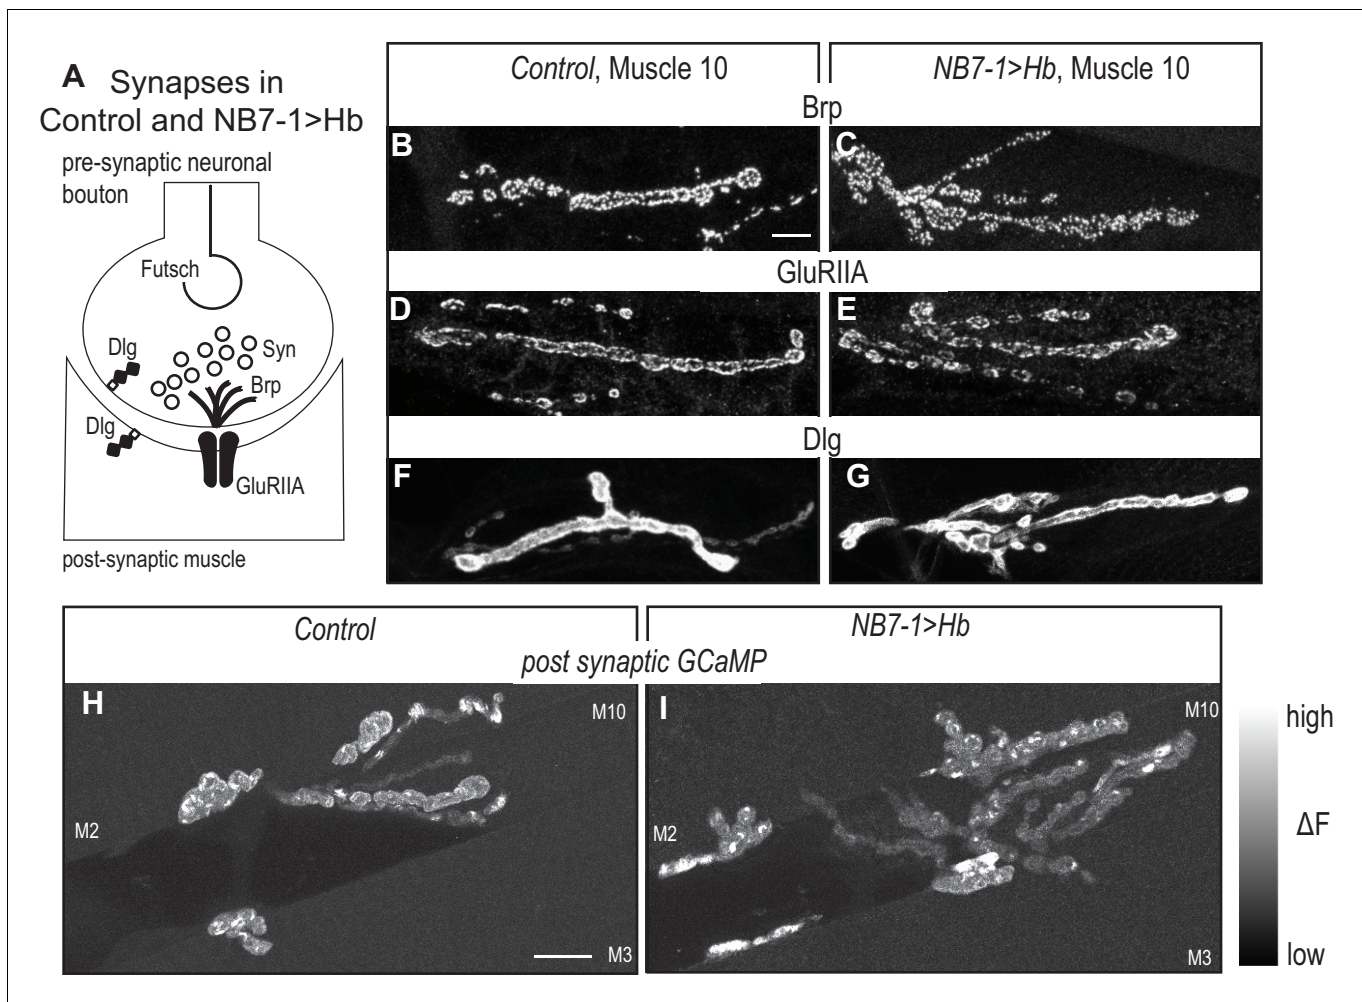 A Synapses in
Control and NB7-1>Hb
pre-synaptic neuronal
bouton
Futsch
Dlg
Syn
Brp
Dlg
GluRIIA
post-synaptic muscle
Control, Muscle 10
NB7-1>Hb, Muscle 10
Brp
B
C
GluRIIA
D
E
Dlg
F
G
Control
NB7-1>Hb
post synaptic GCaMP
H
M10
M2
M3
I
M10
M2
M3
high
ΔF
low